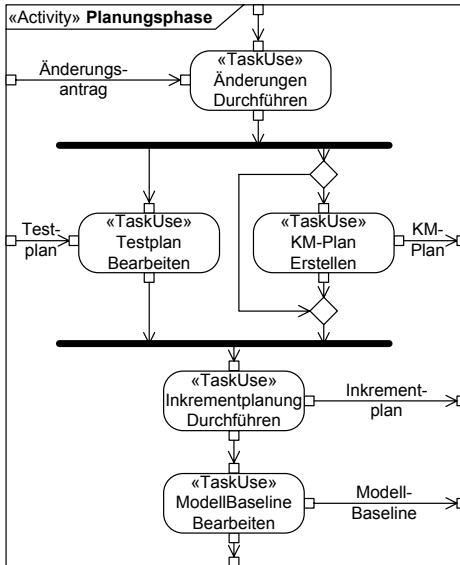 «Activity» Planungsphase
«TaskUse»
Änderungen
Durchführen
Änderungs-
antrag
«TaskUse»
Testplan
Bearbeiten
Test-
plan
«TaskUse»
KM-Plan
Erstellen
KM-
Plan
«TaskUse»
Inkrementplanung
Durchführen
Inkrement-
plan
«TaskUse»
ModellBaseline
Bearbeiten
Modell-
Baseline